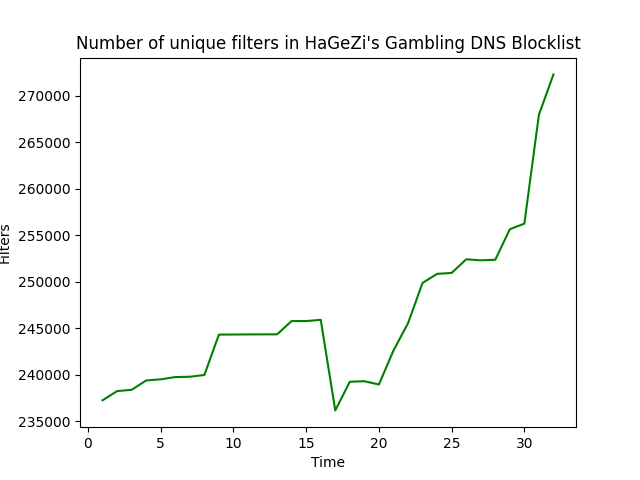 Number of unique filters in HaGeZi's Gambling DNS Blocklist
270000
265000
260000
255000
250000
245000
240000
235000
Filters
0 5 10 15 20 25 30
Time